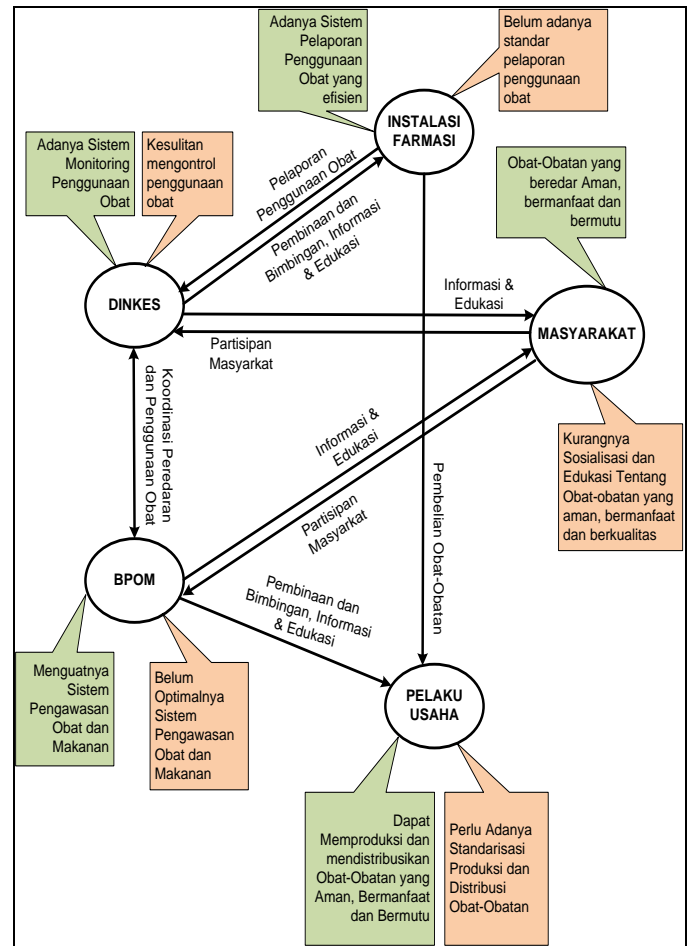 Adanya Sistem
Pelaporan
Penggunaan
Obat yang
efisien
Belum adanya
standar
pelaporan
penggunaan
obat
INSTALASI
FARMASI
Adanya Sistem
Monitoring
Penggunaan
Obat
Kesulitan
mengontrol
penggunaan
obat
Pelaporan
Penggunaan Obat
Pembinaan dan
Bimbingan, Informasi
& Edukasi
Obat-Obatan yang
beredar Aman,
bermanfaat dan
bermutu
DINKES
Informasi &
Edukasi
MASYARAKAT
Partisipan
Masyarkat
Koordinasi Peredaran
dan Penggunaan Obat
Informasi &
Edukasi
Partisipan
Masyarkat
Kurangnya
Sosialisasi dan
Edukasi Tentang
Obat-obatan yang
aman, bermanfaat
dan berkualitas
Pembelian Obat-Obatan
BPOM
Pembinaan dan
Bimbingan, Informasi
& Edukasi
Menguatnya
Sistem
Pengawasan
Obat dan
Makanan
Belum
Optimalnya
Sistem
Pengawasan
Obat dan
Makanan
PELAKU
USAHA
Dapat
Memproduksi dan
mendistribusikan
Obat-Obatan yang
Aman, Bermanfaat
dan Bermutu
Perlu Adanya
Standarisasi
Produksi dan
Distribusi
Obat-Obatan